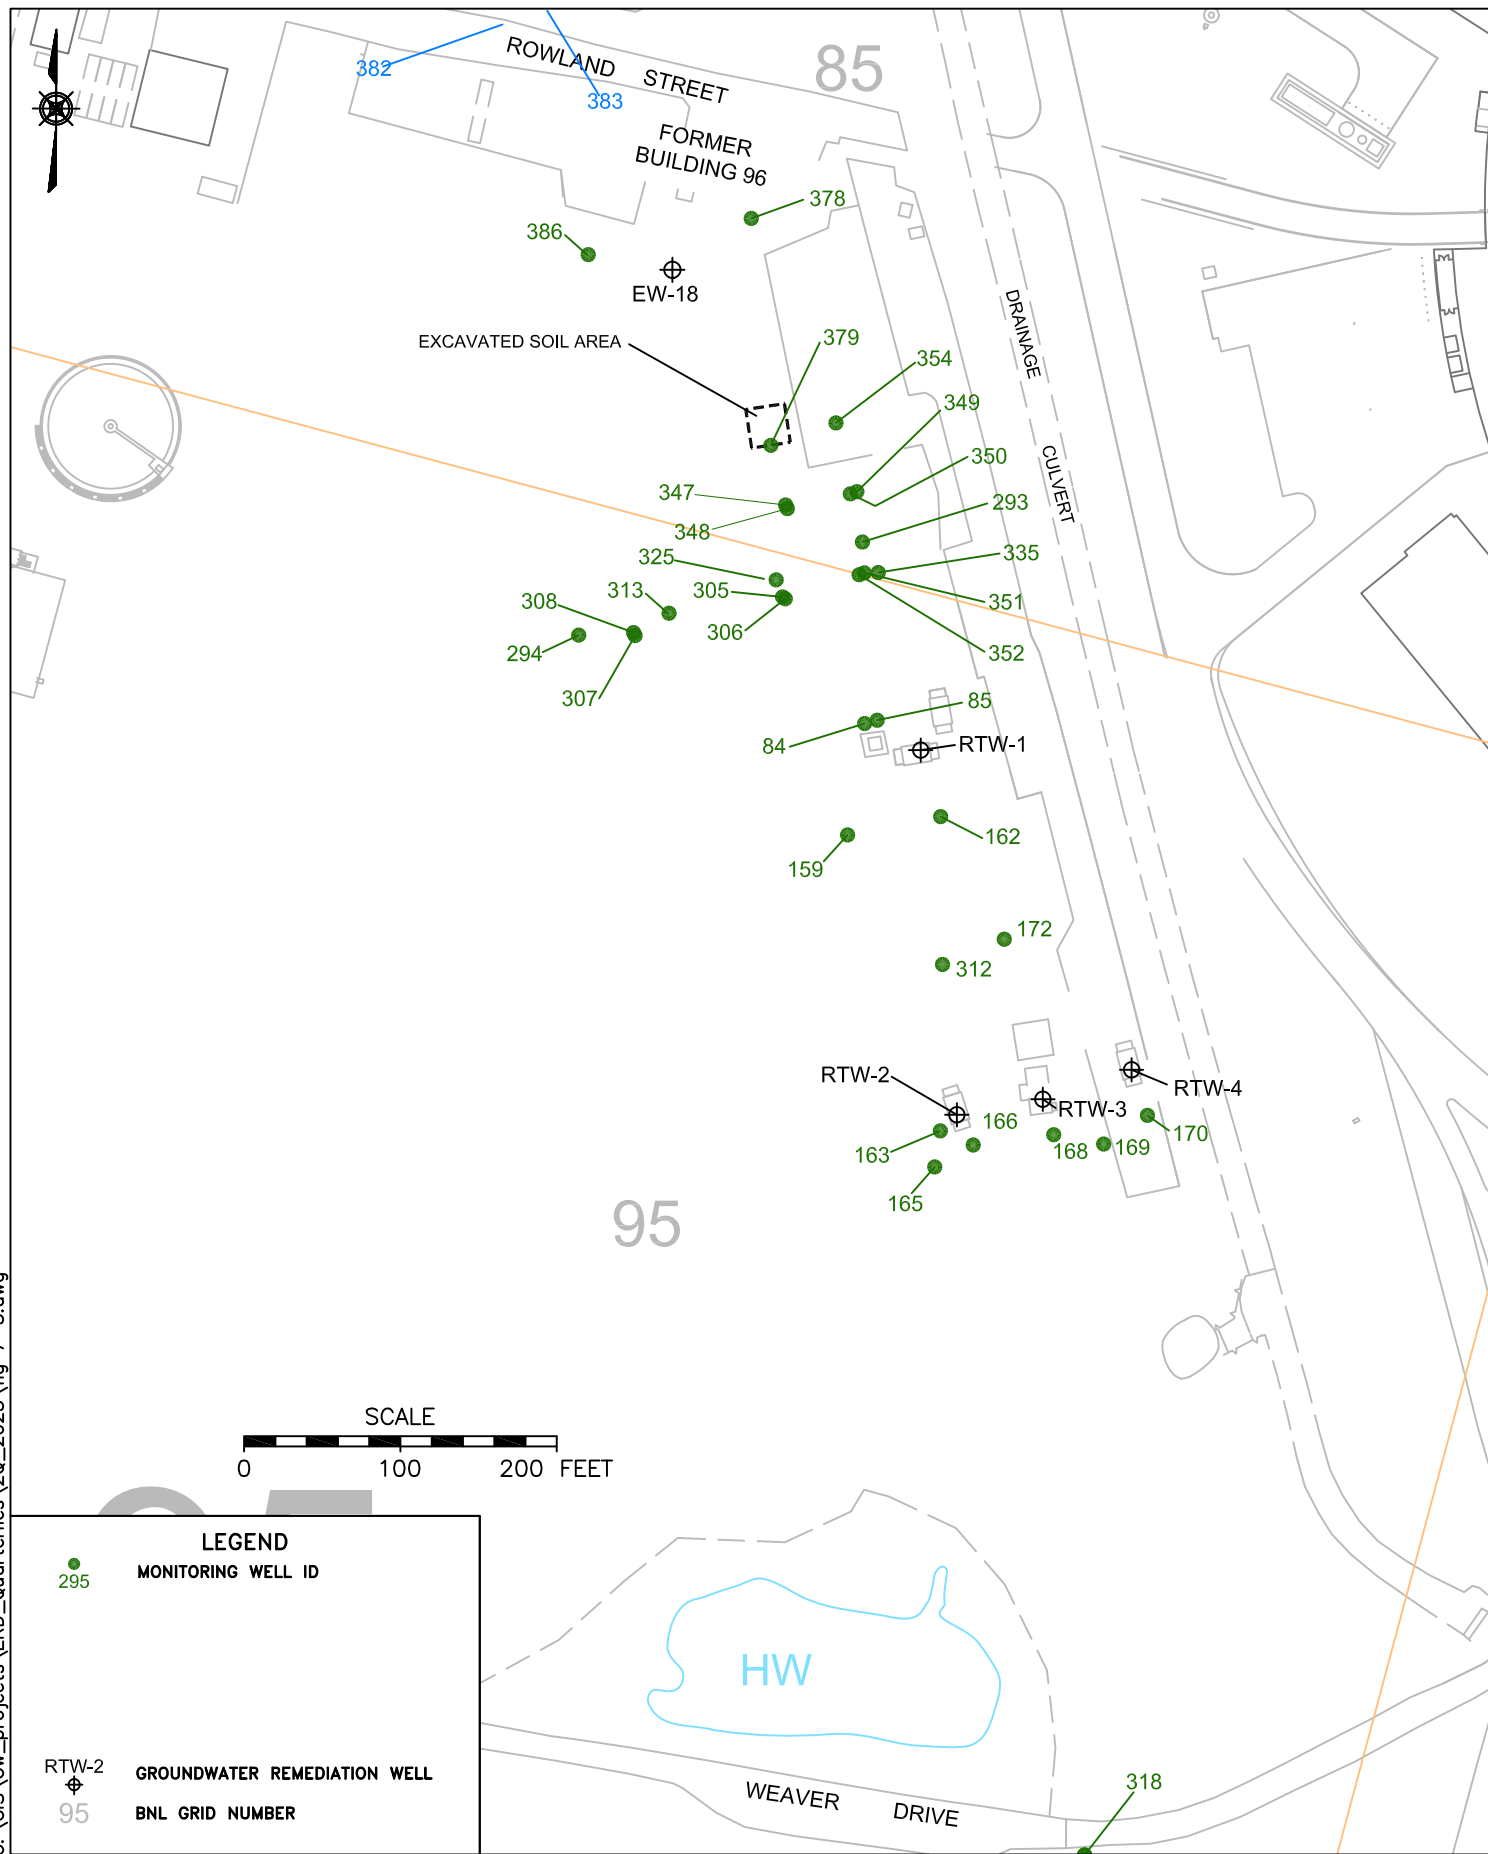 382
383
ROWLAND STREET
85
FORMER
BUILDING 96
378
386
EW-18
DRAINAGE
CULVERT
EXCAVATED SOIL AREA
379
354
349
350
347
348
293
325
335
313
305
351
308
306
352
294
307
85
84
RTW-1
162
159
172
312
RTW-2
RTW-4
RTW-3
166
170
163
168
169
165
95
SCALE
0 100 200 FEET
LEGEND
295 MONITORING WELL ID
RTW-2 GROUNDWATER REMEDIATION WELL
95 BNL GRID NUMBER
HW
WEAVER DRIVE
318